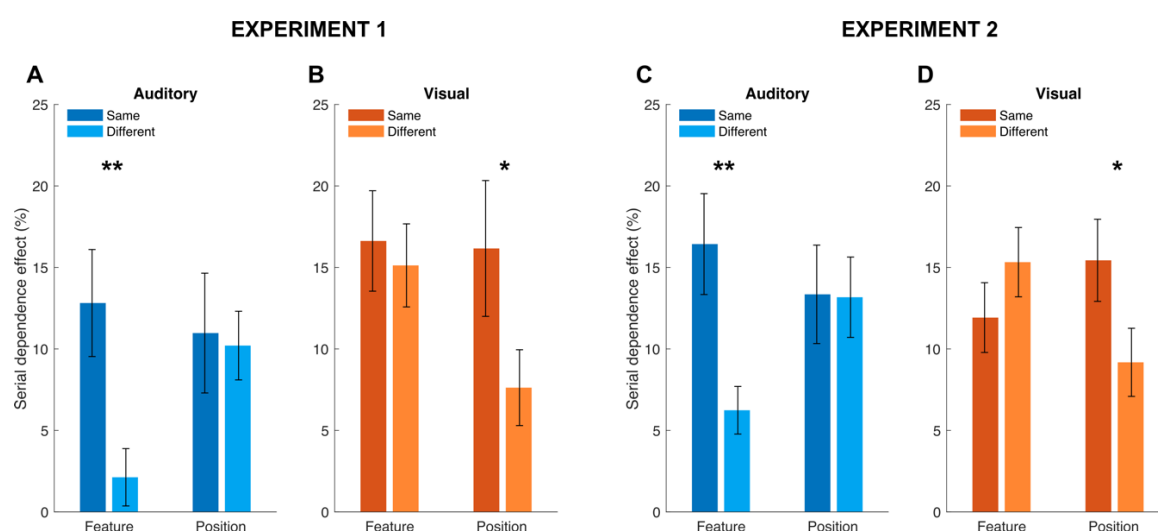 EXPERIMENT 1
EXPERIMENT 2
A
Auditory
Same
Different
**
25
20
15
10
5
0
Serial dependence effect (%)
Feature
Position
B
Visual
Same
Different
*
25
20
15
10
5
0
Feature
Position
C
Auditory
Same
Different
**
25
20
15
10
5
0
Serial dependence effect (%)
Feature
Position
D
Visual
Same
Different
*
25
20
15
10
5
0
Feature
Position